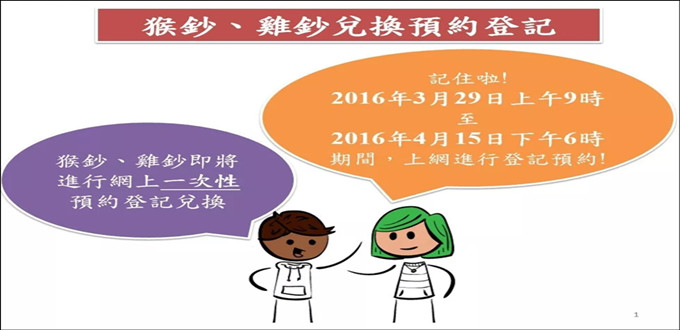 猴鈔、雞鈔兌換預約登記
記住啦!
2016年3月29日上午9時
至
2016年4月15日下午6時
期間，上網進行登記預約!
猴鈔、雞鈔即將
進行網上一次性
預約登記兌換
1